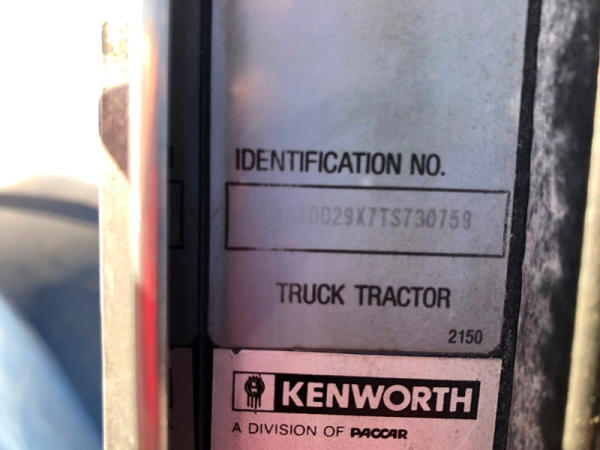 IDENTIFICATION NO.
TRUCK TRACTOR
2150
KENWORTH
A DIVISION OF PACCAR